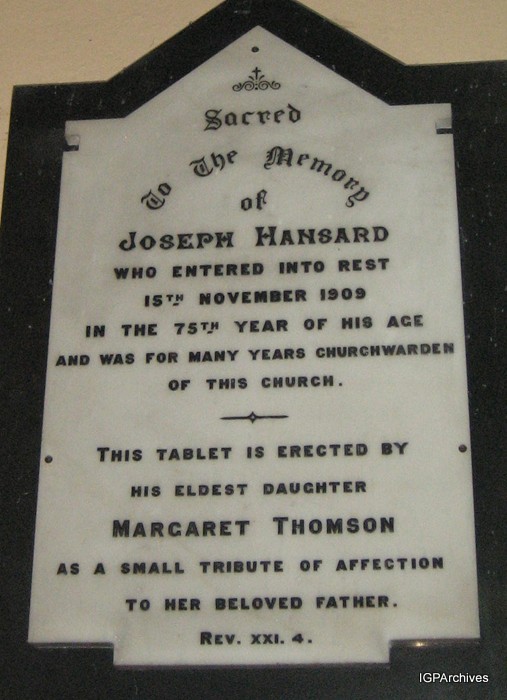 Sacred
To The Memory
of
JOSEPH HANSARD
WHO ENTERED INTO REST
15TH NOVEMBER 1909
IN THE 75TH YEAR OF HIS AGE
AND WAS FOR MANY YEARS CHURCHWARDEN
OF THIS CHURCH.
THIS TABLET IS ERECTED BY
HIS ELDEST DAUGHTER
MARGARET THOMSON
AS A SMALL TRIBUTE OF AFFECTION
TO HER BELOVED FATHER.
REV. XXI. 4.
IGPArchives